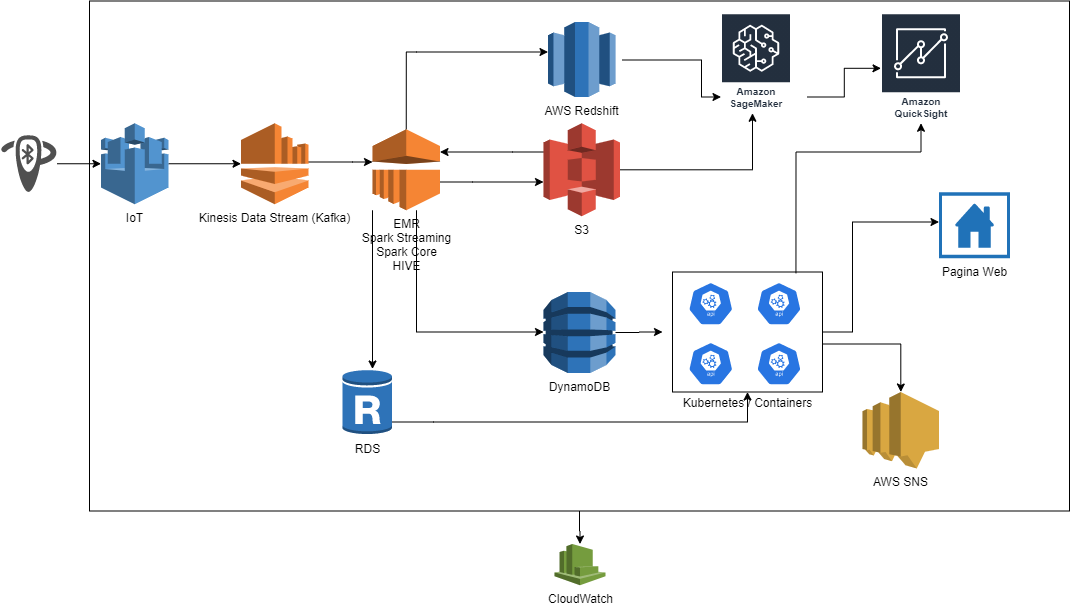 Amazon
SageMaker
Amazon
QuickSight
AWS Redshift
IoT
Kinesis Data Stream (Kafka)
EMR
Spark Streaming
Spark Core
HIVE
S3
Pagina Web
api
api
api
api
DynamoDB
Kubernetes / Containers
R
RDS
AWS SNS
CloudWatch